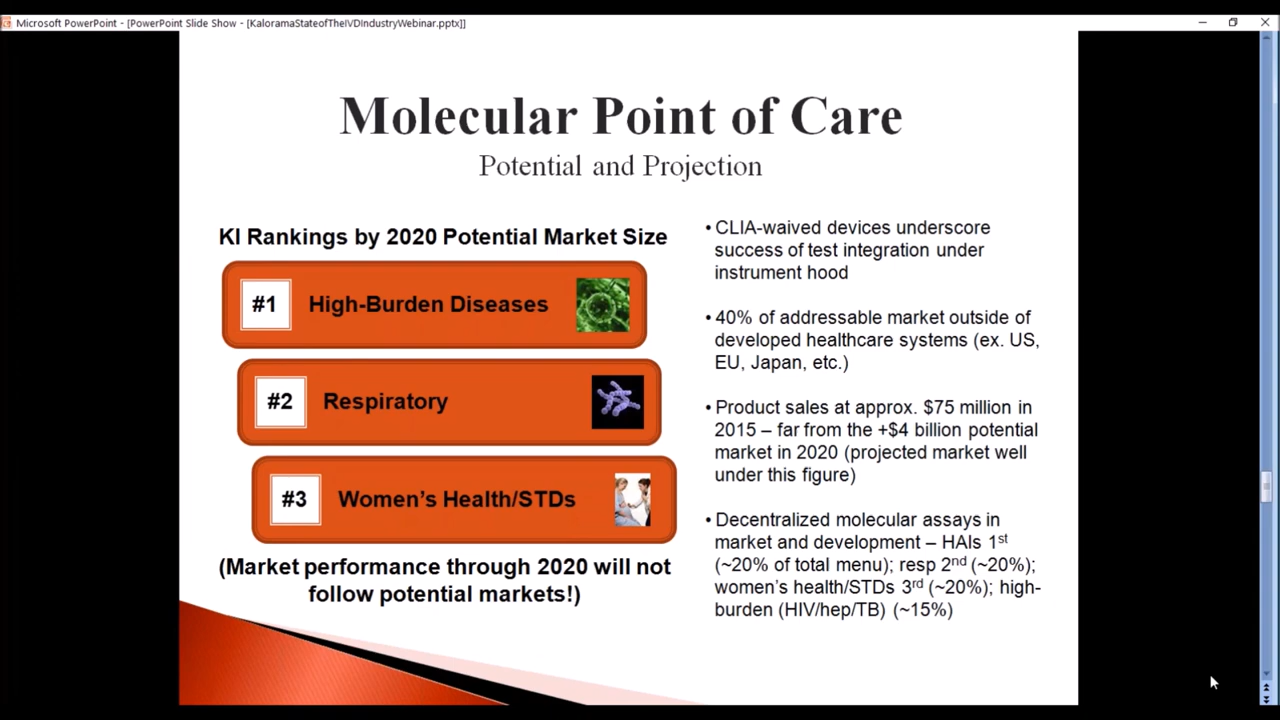 Microsoft PowerPoint - [PowerPoint Slide Show - [KaloramaStateofTheIVDIndustryWebinar.pptx]]
Molecular Point of Care
Potential and Projection
KI Rankings by 2020 Potential Market Size
#1 High-Burden Diseases
#2 Respiratory
#3 Women’s Health/STDs
(Market performance through 2020 will not
follow potential markets!)
• CLIA-waived devices underscore
success of test integration under
instrument hood
• 40% of addressable market outside of
developed healthcare systems (ex. US,
EU, Japan, etc.)
• Product sales at approx. $75 million in
2015 – far from the +$4 billion potential
market in 2020 (projected market well
under this figure)
• Decentralized molecular assays in
market and development – HAIs 1st
(~20% of total menu); resp 2nd (~20%);
women’s health/STDs 3rd (~20%); high-
burden (HIV/hep/TB) (~15%)